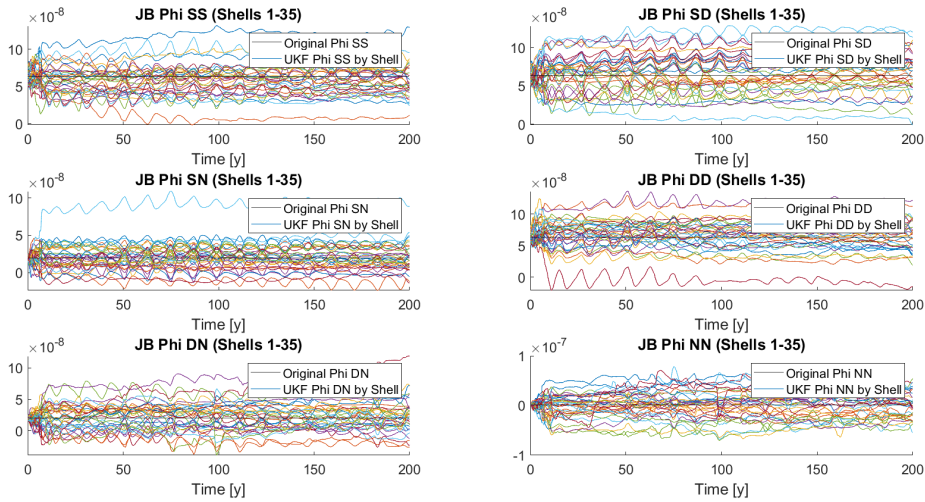 JB Phi SS (Shells 1-35)
×10⁻⁸
10
5
0
Original Phi SS
UKF Phi SS by Shell
0 50 100 150 200
Time [y]
JB Phi SD (Shells 1-35)
×10⁻⁸
10
5
0
Original Phi SD
UKF Phi SD by Shell
0 50 100 150 200
Time [y]
JB Phi SN (Shells 1-35)
×10⁻⁸
10
5
0
Original Phi SN
UKF Phi SN by Shell
0 50 100 150 200
Time [y]
JB Phi DD (Shells 1-35)
×10⁻⁸
10
5
0
Original Phi DD
UKF Phi DD by Shell
0 50 100 150 200
Time [y]
JB Phi DN (Shells 1-35)
×10⁻⁸
10
5
0
Original Phi DN
UKF Phi DN by Shell
0 50 100 150 200
Time [y]
JB Phi NN (Shells 1-35)
×10⁻⁷
1
0
-1
Original Phi NN
UKF Phi NN by Shell
0 50 100 150 200
Time [y]